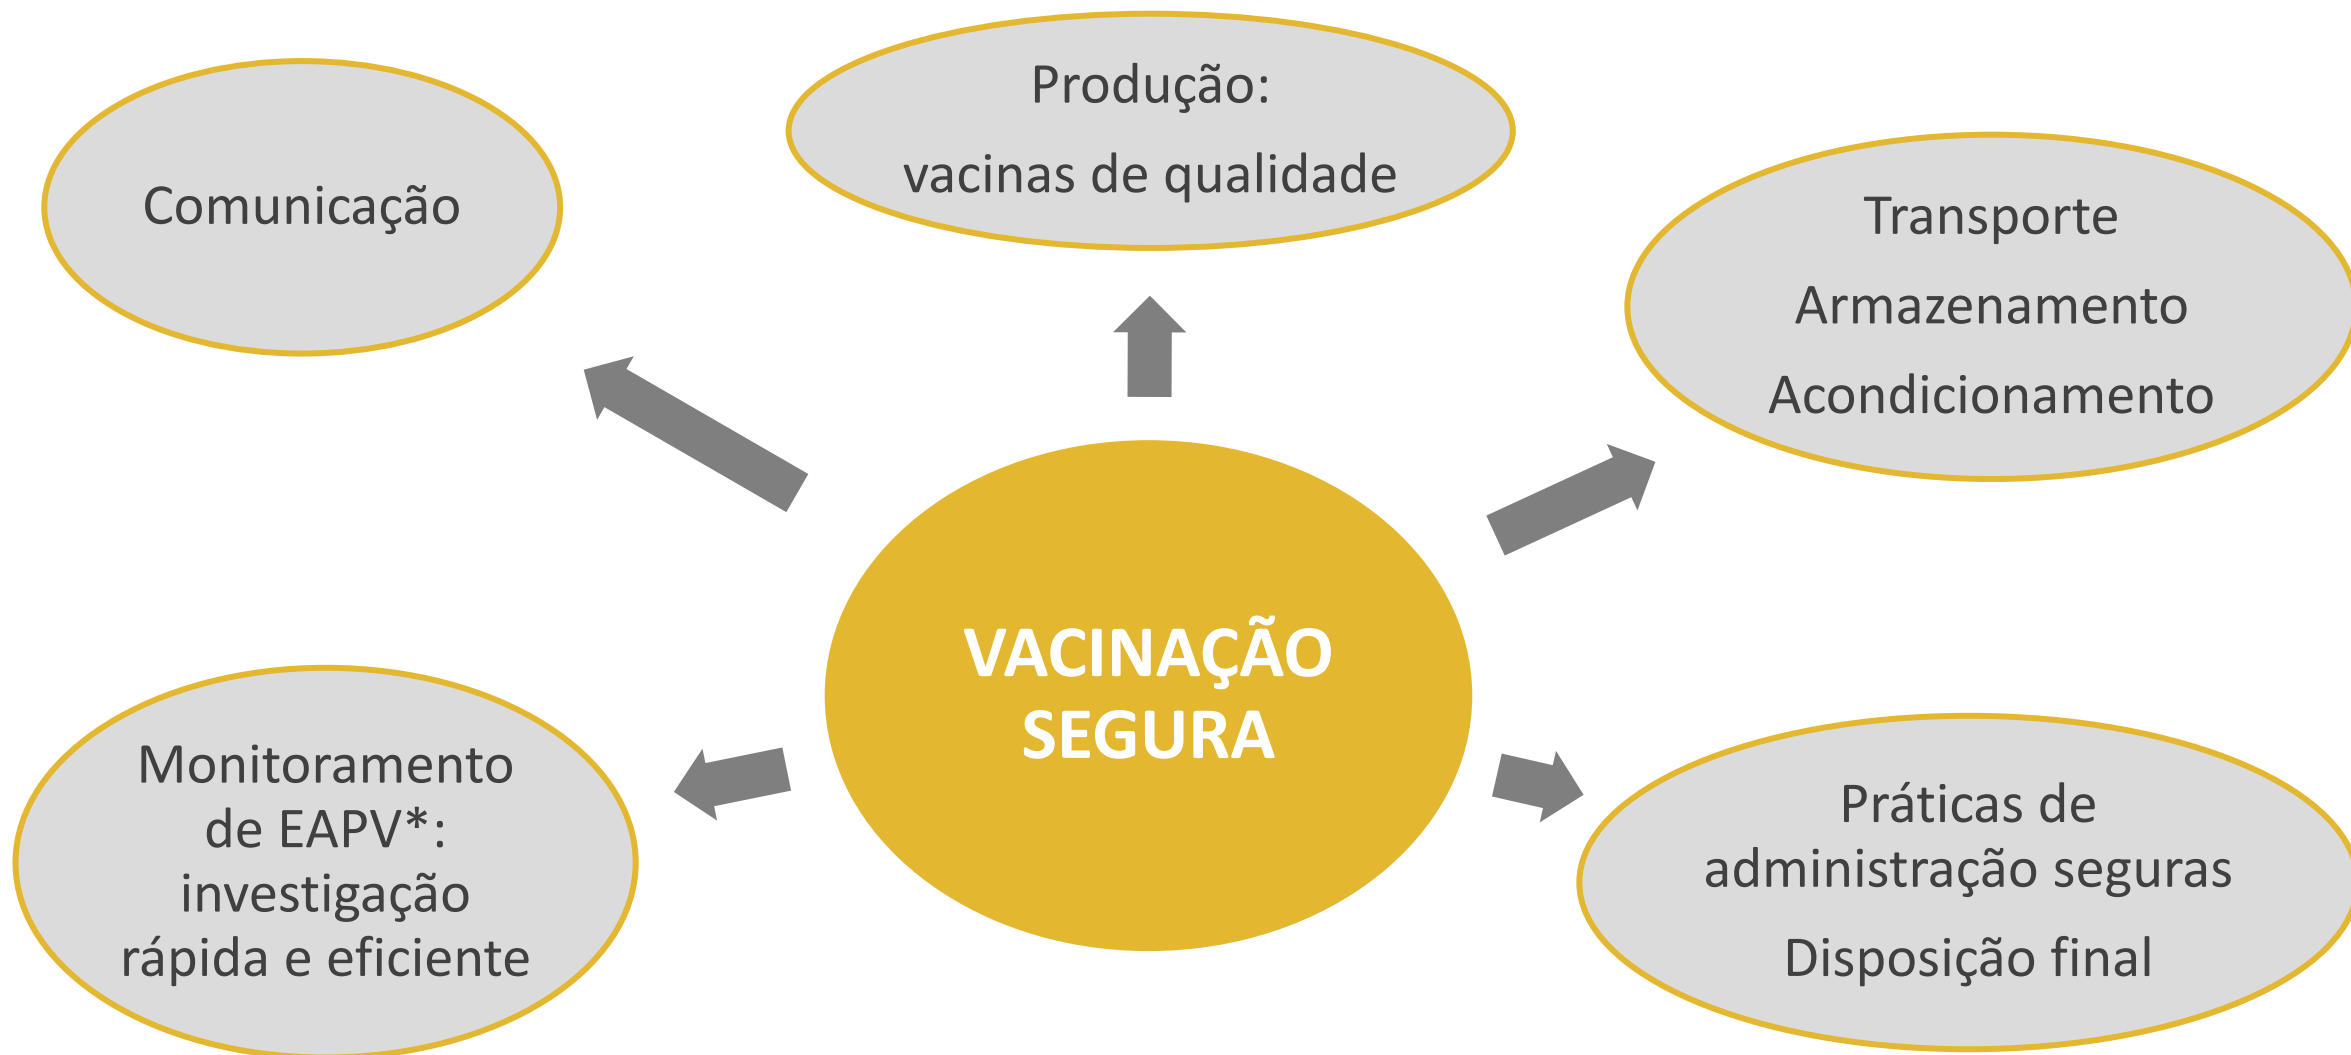 Comunicação
Produção:
vacinas de qualidade
Transporte
Armazenamento
Acondicionamento
VACINAÇÃO
SEGURA
Monitoramento
de EAPV*:
investigação
rápida e eficiente
Práticas de
administração seguras
Disposição final